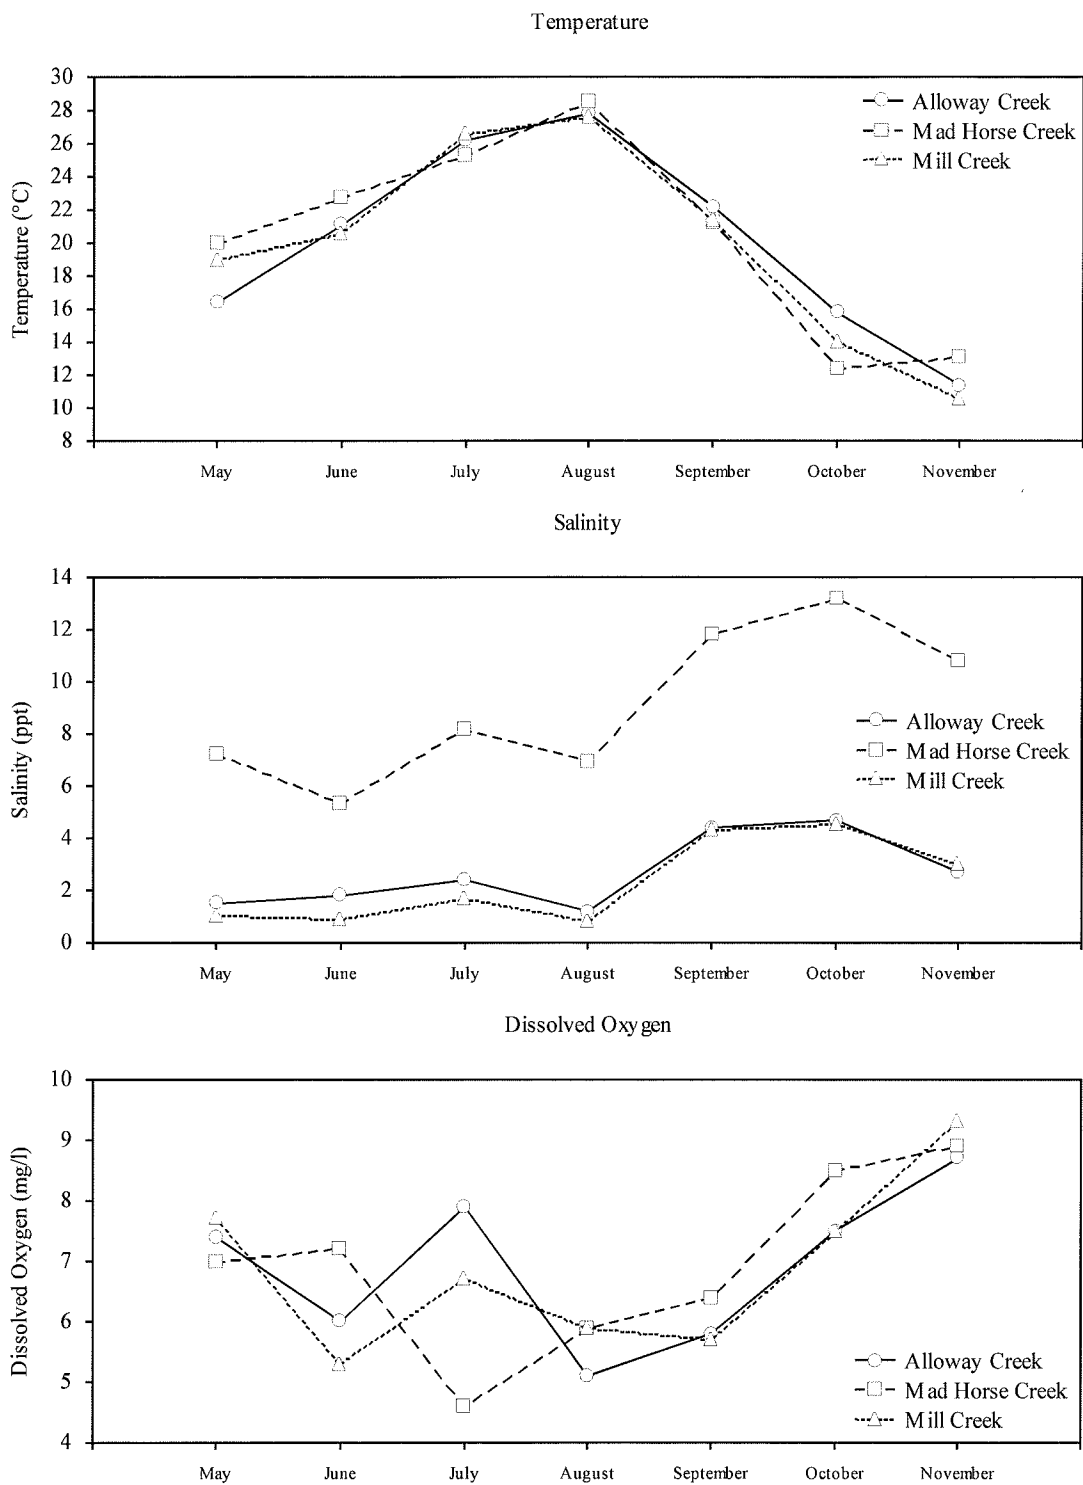 Temperature
30
28
26
24
22
20
18
16
14
12
10
8
Temperature (°C)
Alloway Creek
Mad Horse Creek
Mill Creek
May June July August September October November
Salinity
14
12
10
8
6
4
2
0
Salinity (ppt)
Alloway Creek
Mad Horse Creek
Mill Creek
May June July August September October November
Dissolved Oxygen
10
9
8
7
6
5
4
Dissolved Oxygen (mg/l)
Alloway Creek
Mad Horse Creek
Mill Creek
May June July August September October November